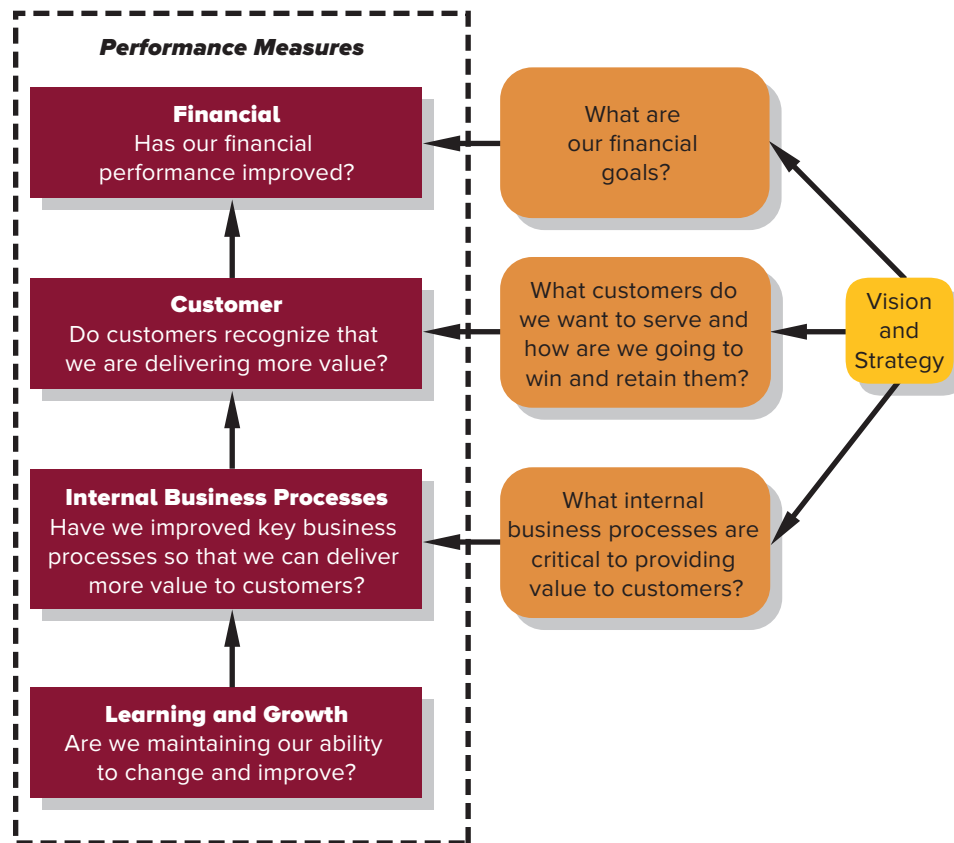 Performance Measures
Financial
Has our financial
performance improved?
What are
our financial
goals?
Customer
Do customers recognize that
we are delivering more value?
What customers do
we want to serve and
how are we going to
win and retain them?
Vision
and
Strategy
Internal Business Processes
Have we improved key business
processes so that we can deliver
more value to customers?
What internal
business processes are
critical to providing
value to customers?
Learning and Growth
Are we maintaining our ability
to change and improve?